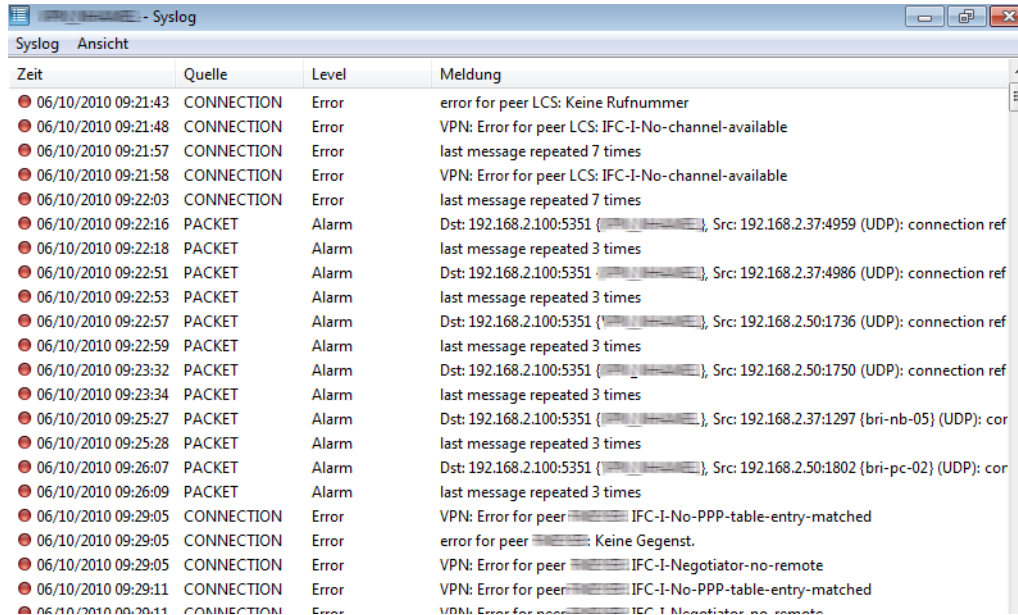 - Syslog
Syslog Ansicht
Zeit Quelle Level Meldung
06/10/2010 09:21:43 CONNECTION Error error for peer LCS: Keine Rufnummer
06/10/2010 09:21:48 CONNECTION Error VPN: Error for peer LCS: IFC-I-No-channel-available
06/10/2010 09:21:57 CONNECTION Error last message repeated 7 times
06/10/2010 09:21:58 CONNECTION Error VPN: Error for peer LCS: IFC-I-No-channel-available
06/10/2010 09:22:03 CONNECTION Error last message repeated 7 times
06/10/2010 09:22:16 PACKET Alarm Dst: 192.168.2.100:5351 { }, Src: 192.168.2.37:4959 (UDP): connection ref
06/10/2010 09:22:18 PACKET Alarm last message repeated 3 times
06/10/2010 09:22:51 PACKET Alarm Dst: 192.168.2.100:5351 }, Src: 192.168.2.37:4986 (UDP): connection ref
06/10/2010 09:22:53 PACKET Alarm last message repeated 3 times
06/10/2010 09:22:57 PACKET Alarm Dst: 192.168.2.100:5351 { }, Src: 192.168.2.50:1736 (UDP): connection ref
06/10/2010 09:22:59 PACKET Alarm last message repeated 3 times
06/10/2010 09:23:32 PACKET Alarm Dst: 192.168.2.100:5351 { }, Src: 192.168.2.50:1750 (UDP): connection ref
06/10/2010 09:23:34 PACKET Alarm last message repeated 3 times
06/10/2010 09:25:27 PACKET Alarm Dst: 192.168.2.100:5351 { }, Src: 192.168.2.37:1297 {bri-nb-05} (UDP): cor
06/10/2010 09:25:28 PACKET Alarm last message repeated 3 times
06/10/2010 09:26:07 PACKET Alarm Dst: 192.168.2.100:5351 { }, Src: 192.168.2.50:1802 {bri-pc-02} (UDP): cor
06/10/2010 09:26:09 PACKET Alarm last message repeated 3 times
06/10/2010 09:29:05 CONNECTION Error VPN: Error for peer IFC-I-No-PPP-table-entry-matched
06/10/2010 09:29:05 CONNECTION Error error for peer : Keine Gegenst.
06/10/2010 09:29:05 CONNECTION Error VPN: Error for peer IFC-I-Negotiator-no-remote
06/10/2010 09:29:11 CONNECTION Error VPN: Error for peer IFC-I-No-PPP-table-entry-matched
06/10/2010 09:29:11 CONNECTION Error VPN: Error for peer IFC-I-Negotiator-no-remote